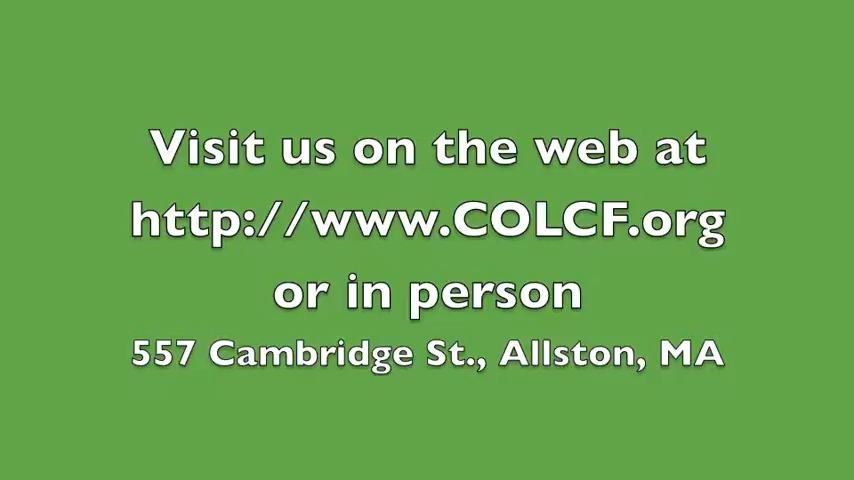 Visit us on the web at
http://www.COLCF.org
or in person
557 Cambridge St., Allston, MA